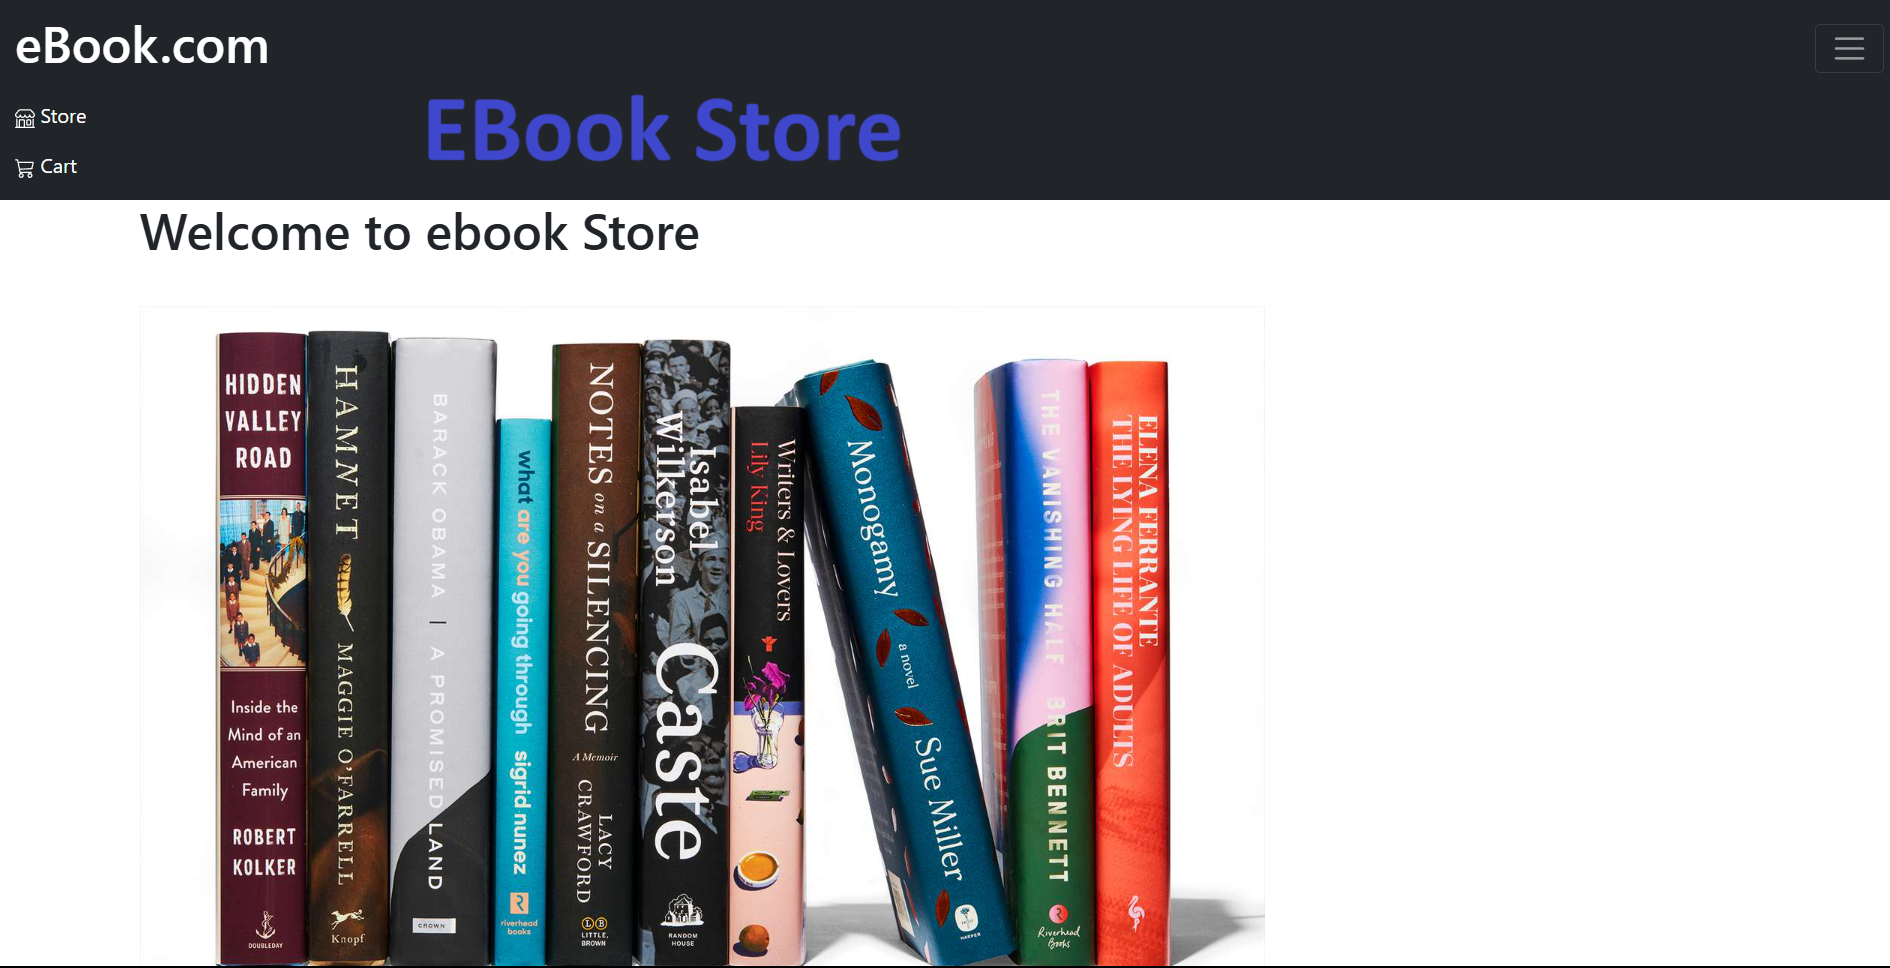 eBook.com
Store
Cart
EBook Store
Welcome to ebook Store
HIDDEN
VALLEY
ROAD
Inside the
Mind of an
American
Family
ROBERT
KOLKER
DOUBLEDAY
HAMNET
MAGGIE O'FARRELL
Knopf
BARACK OBAMA | A PROMISED LAND
CROWN
what are you going through sigrid nunez
riverhead
books
NOTES on a SILENCING
A Memoir
LACY
CRAWFORD
LB
LITTLE,
BROWN
Isabel
Wilkerson
Caste
RANDOM
HOUSE
Writers & Lovers
Lily King
Monogamy
a novel
Sue Miller
HARPER
THE VANISHING HALF BRIT BENNETT
Riverhead
Books
ELENA FERRANTE
THE LYING LIFE OF ADULTS